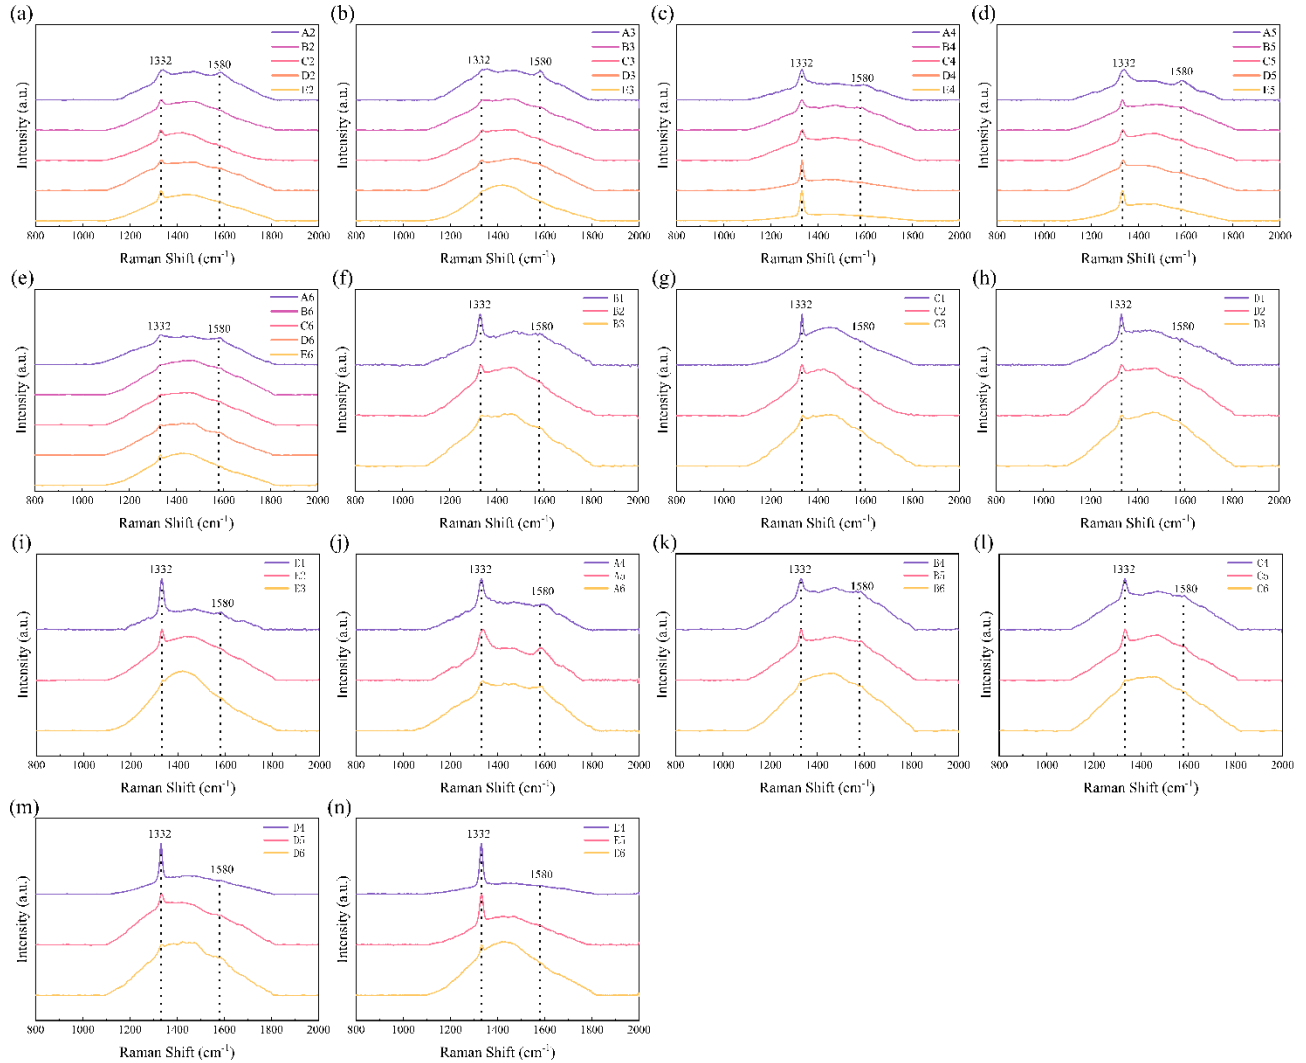 (a)
A2
B2
C2
D2
E2
1332
1580
Intensity (a.u.)
800 1000 1200 1400 1600 1800 2000
Raman Shift (cm⁻¹)
(b)
A3
B3
C3
D3
E3
1332
1580
Intensity (a.u.)
800 1000 1200 1400 1600 1800 2000
Raman Shift (cm⁻¹)
(c)
A4
B4
C4
D4
E4
1332
1580
Intensity (a.u.)
800 1000 1200 1400 1600 1800 2000
Raman Shift (cm⁻¹)
(d)
A5
B5
C5
D5
E5
1332
1580
Intensity (a.u.)
800 1000 1200 1400 1600 1800 2000
Raman Shift (cm⁻¹)
(e)
A6
B6
C6
D6
E6
1332
1580
Intensity (a.u.)
800 1000 1200 1400 1600 1800 2000
Raman Shift (cm⁻¹)
(f)
B1
B2
B3
1332
1580
Intensity (a.u.)
800 1000 1200 1400 1600 1800 2000
Raman Shift (cm⁻¹)
(g)
C1
C2
C3
1332
1580
Intensity (a.u.)
800 1000 1200 1400 1600 1800 2000
Raman Shift (cm⁻¹)
(h)
D1
D2
D3
1332
1580
Intensity (a.u.)
800 1000 1200 1400 1600 1800 2000
Raman Shift (cm⁻¹)
(i)
E1
E2
E3
1332
1580
Intensity (a.u.)
800 1000 1200 1400 1600 1800 2000
Raman Shift (cm⁻¹)
(j)
A4
A5
A6
1332
1580
Intensity (a.u.)
800 1000 1200 1400 1600 1800 2000
Raman Shift (cm⁻¹)
(k)
B4
B5
B6
1332
1580
Intensity (a.u.)
800 1000 1200 1400 1600 1800 2000
Raman Shift (cm⁻¹)
(l)
C4
C5
C6
1332
1580
Intensity (a.u.)
800 1000 1200 1400 1600 1800 2000
Raman Shift (cm⁻¹)
(m)
D4
D5
D6
1332
1580
Intensity (a.u.)
800 1000 1200 1400 1600 1800 2000
Raman Shift (cm⁻¹)
(n)
E5
1332
1580
Intensity (a.u.)
800 1000 1200 1400 1600 1800 2000
Raman Shift (cm⁻¹)